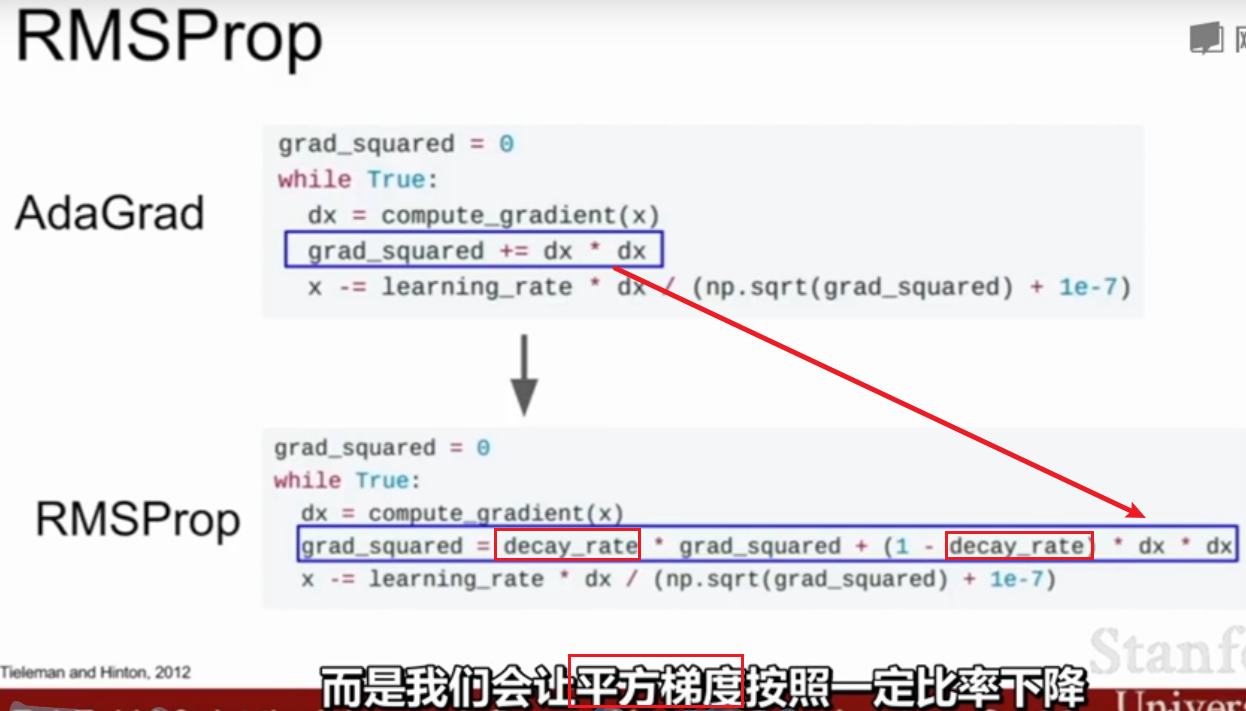 RMSProp
AdaGrad
grad_squared = 0
while True:
dx = compute_gradient(x)
grad_squared += dx * dx
x -= learning_rate * dx / (np.sqrt(grad_squared) + 1e-7)
RMSProp
grad_squared = 0
while True:
dx = compute_gradient(x)
grad_squared = decay_rate * grad_squared + (1 - decay_rate) * dx * dx
x -= learning_rate * dx / (np.sqrt(grad_squared) + 1e-7)
Tieleman and Hinton, 2012
而是我们会让平方梯度按照一定比率下降